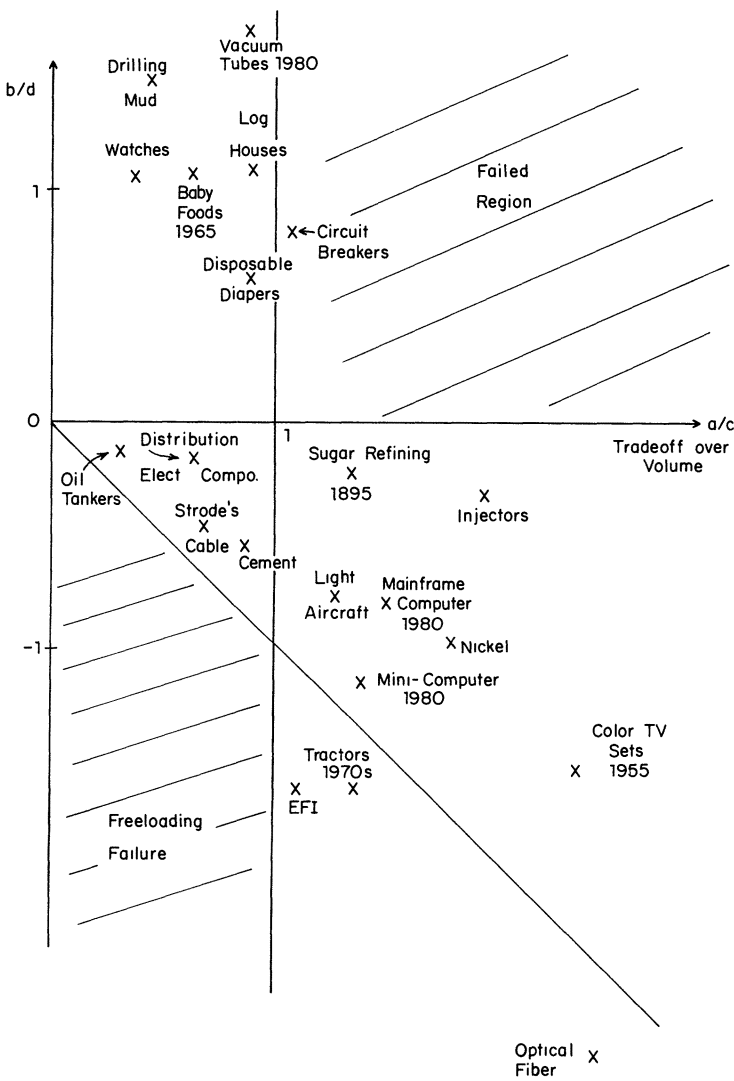 Vacuum
Tubes 1980
Drilling
Mud
b/d
Log
Houses
Watches
Failed
Region
1
Baby
Foods
1965
Circuit
Breakers
Disposable
Diapers
0
a/c
1
Tradeoff over
Volume
Distribution
Elect Compo.
Oil
Tankers
Sugar Refining
1895
Injectors
Strode's
Cable
Cement
Light
Aircraft
Mainframe
Computer
1980
Nickel
-1
Mini-Computer
1980
Color TV
Sets
1955
Tractors
1970s
EFI
Freeloading
Failure
Optical
Fiber